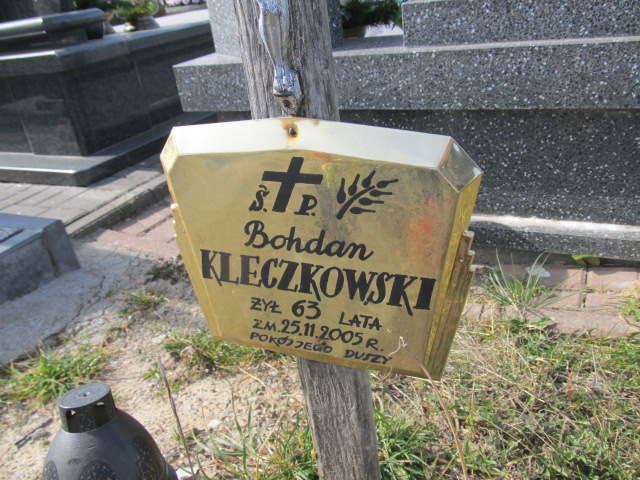 Ś. P.
Bohdan
KLECZKOWSKI
ŻYŁ 63 LATA
ZM. 25.11.2005 R.
POKÓJ JEGO DUSZY